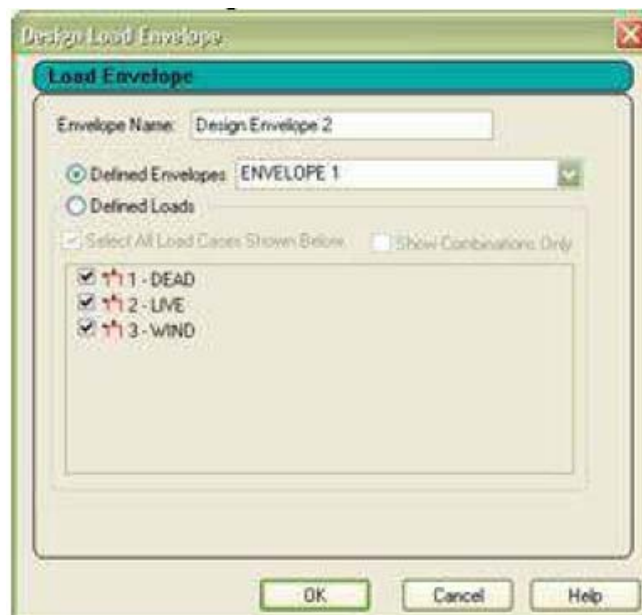 Design Load Envelope
Load Envelope
Envelope Name: Design Envelope 2
Defined Envelopes ENVELOPE 1
Defined Loads
Select All Load Cases Shown Below Show Combinations Only
1 - DEAD
2 - LIVE
3 - WIND
OK Cancel Help